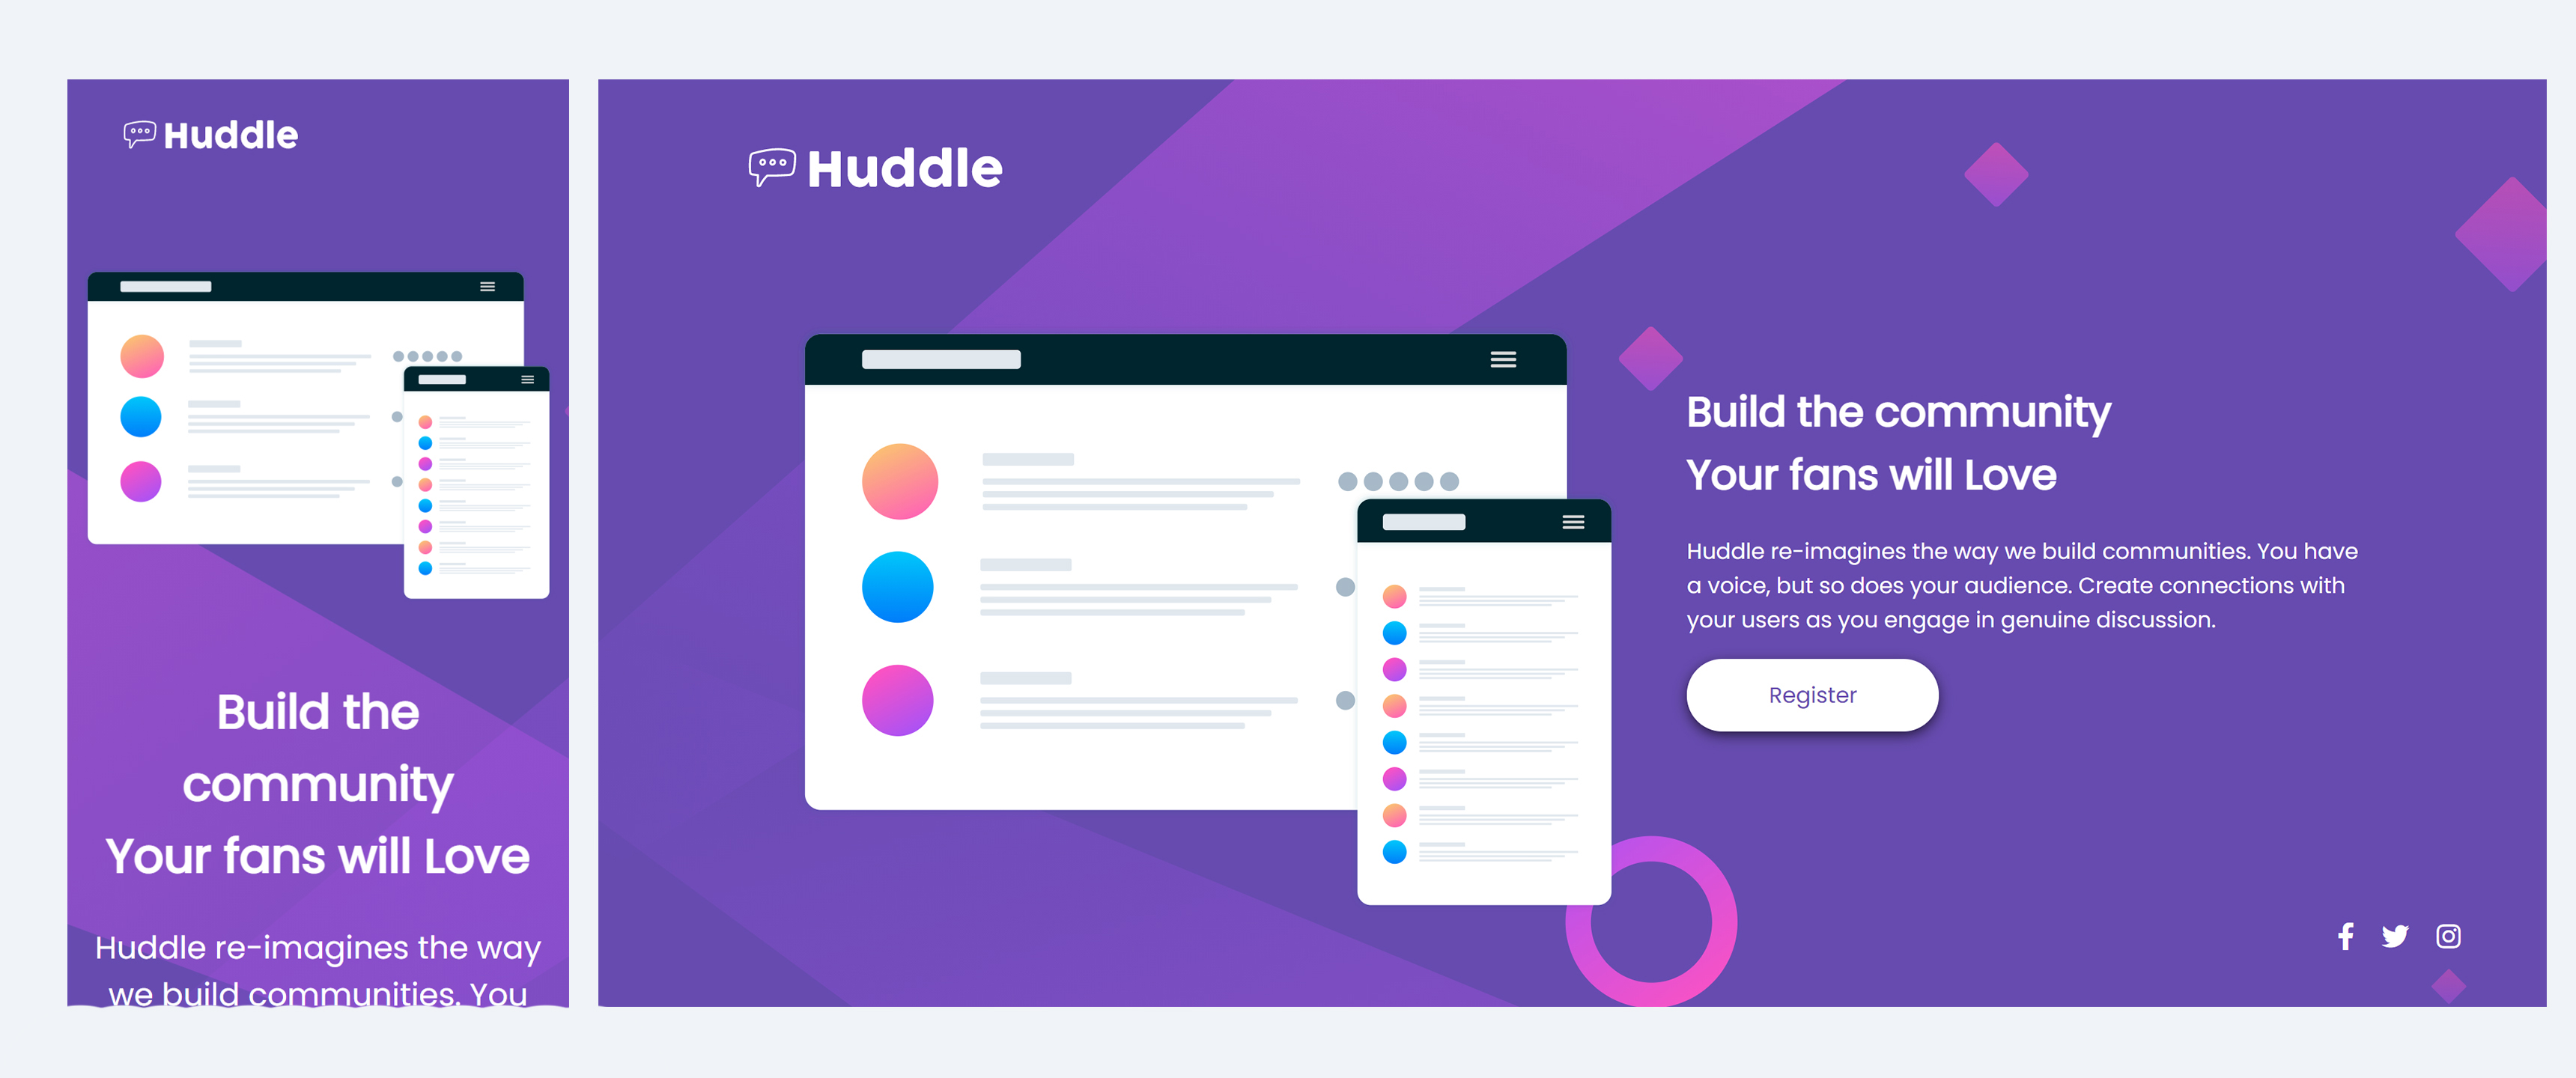 Huddle
Build the
community
Your fans will Love
Huddle re-imagines the way
we build communities. You
Huddle
Build the community
Your fans will Love
Huddle re-imagines the way we build communities. You have
a voice, but so does your audience. Create connections with
your users as you engage in genuine discussion.
Register